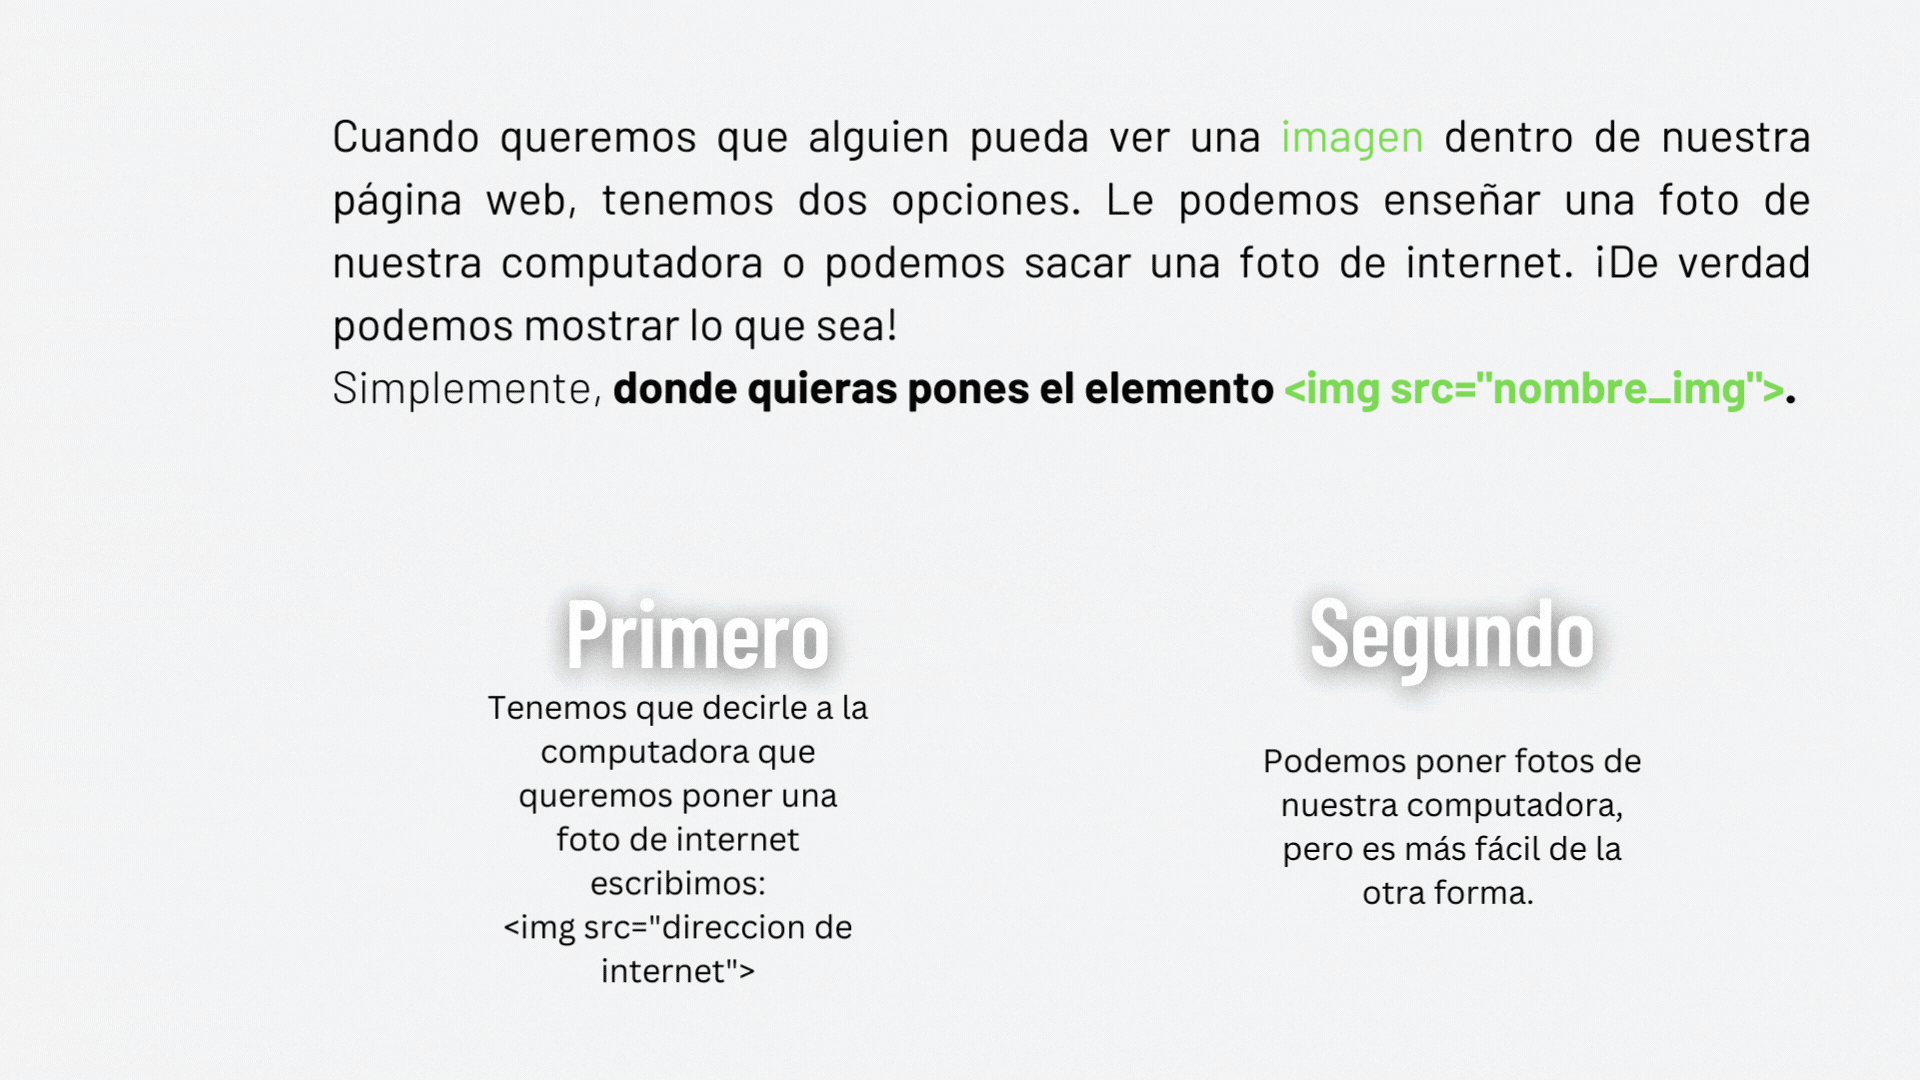 Cuando queremos que alguien pueda ver una imagen dentro de nuestra
página web, tenemos dos opciones. Le podemos enseñar una foto de
nuestra computadora o podemos sacar una foto de internet. ¡De verdad
podemos mostrar lo que sea!
Simplemente, donde quieras pones el elemento <img src="nombre_img">.
Primero
Tenemos que decirle a la
computadora que
queremos poner una
foto de internet
escribimos:
<img src="direccion de
internet">
Segundo
Podemos poner fotos de
nuestra computadora,
pero es más fácil de la
otra forma.